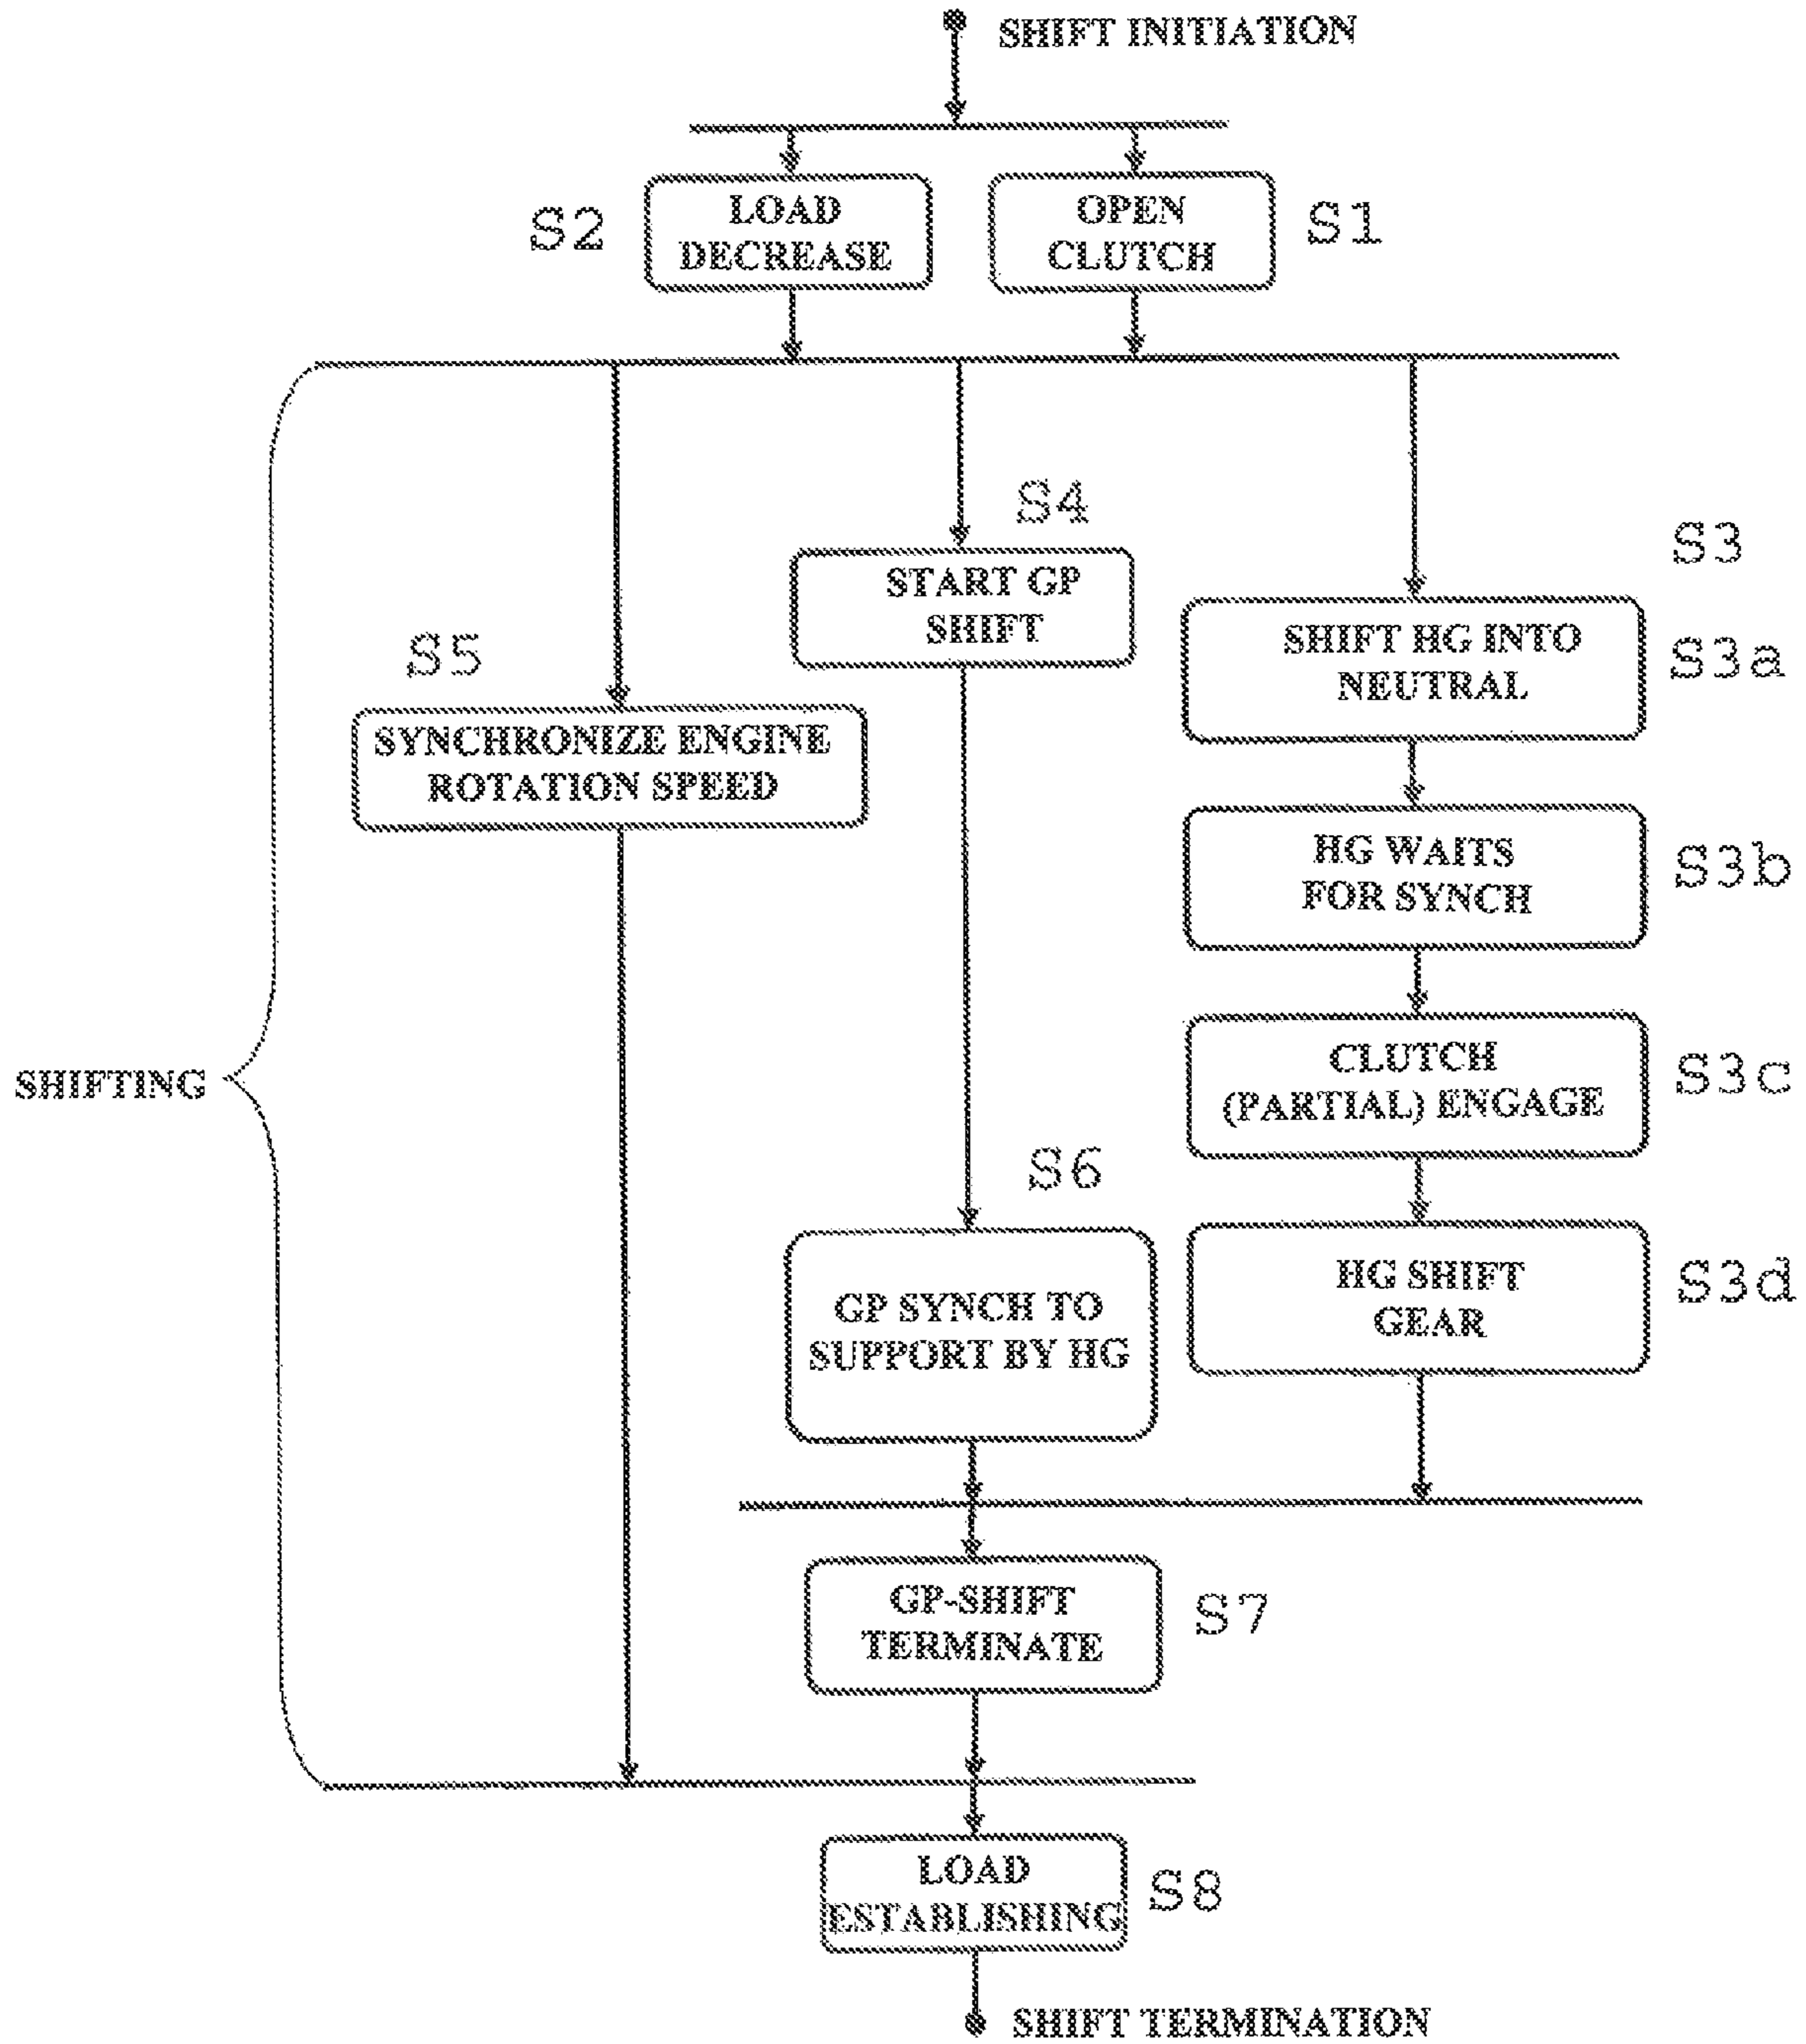 SHIFT INITIATION
S2
LOAD
DECREASE
OPEN
CLUTCH
S1
S4
START GP
SHIFT
S3
SHIFT HG INTO
NEUTRAL
S3a
S5
SYNCHRONIZE ENGINE
ROTATION SPEED
HG WAITS
FOR SYNCH
S3b
SHIFTING
CLUTCH
(PARTIAL) ENGAGE
S3c
S6
GP SYNCH TO
SUPPORT BY HG
HG SHIFT
GEAR
S3d
GP-SHIFT
TERMINATE
S7
LOAD
ESTABLISHING
S8
SHIFT TERMINATION